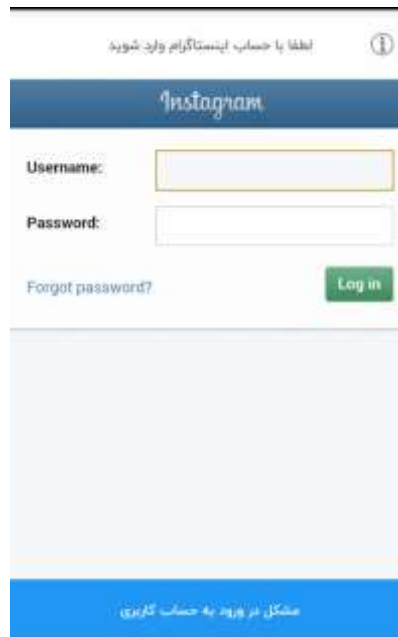 لطفا با حساب اینستاگرام وارد شوید
Instagram
Username:
Password:
Forgot password?
Log in
مشکل در ورود به حساب کاربری